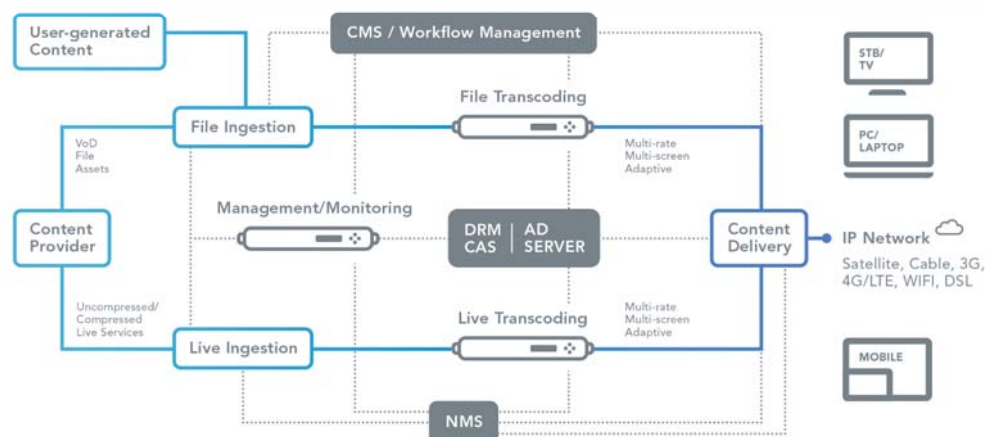 User-generated
Content
CMS / Workflow Management
STB/
TV
File Transcoding
File Ingestion
VoD
File
Assets
Multi-rate
Multi-screen
Adaptive
PC/
LAPTOP
Management/Monitoring
Content
Provider
DRM
CAS
AD
SERVER
Content
Delivery
IP Network
Satellite, Cable, 3G,
4G/LTE, WIFI, DSL
Uncompressed/
Compressed
Live Services
Live Transcoding
Live Ingestion
Multi-rate
Multi-screen
Adaptive
MOBILE
NMS